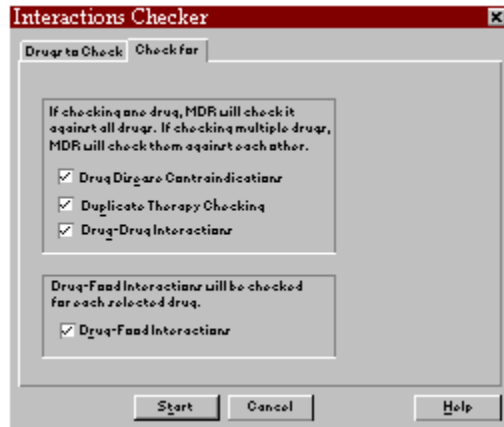 Interactions Checker
Drugs to Check Check for
If checking one drug, MDR will check it
against all drugs. If checking multiple drugs,
MDR will check them against each other.
Drug Disease Contraindications
Duplicate Therapy Checking
Drug-Drug Interactions
Drug-Food Interactions will be checked
for each selected drug.
Drug-Food Interactions
Start Cancel Help